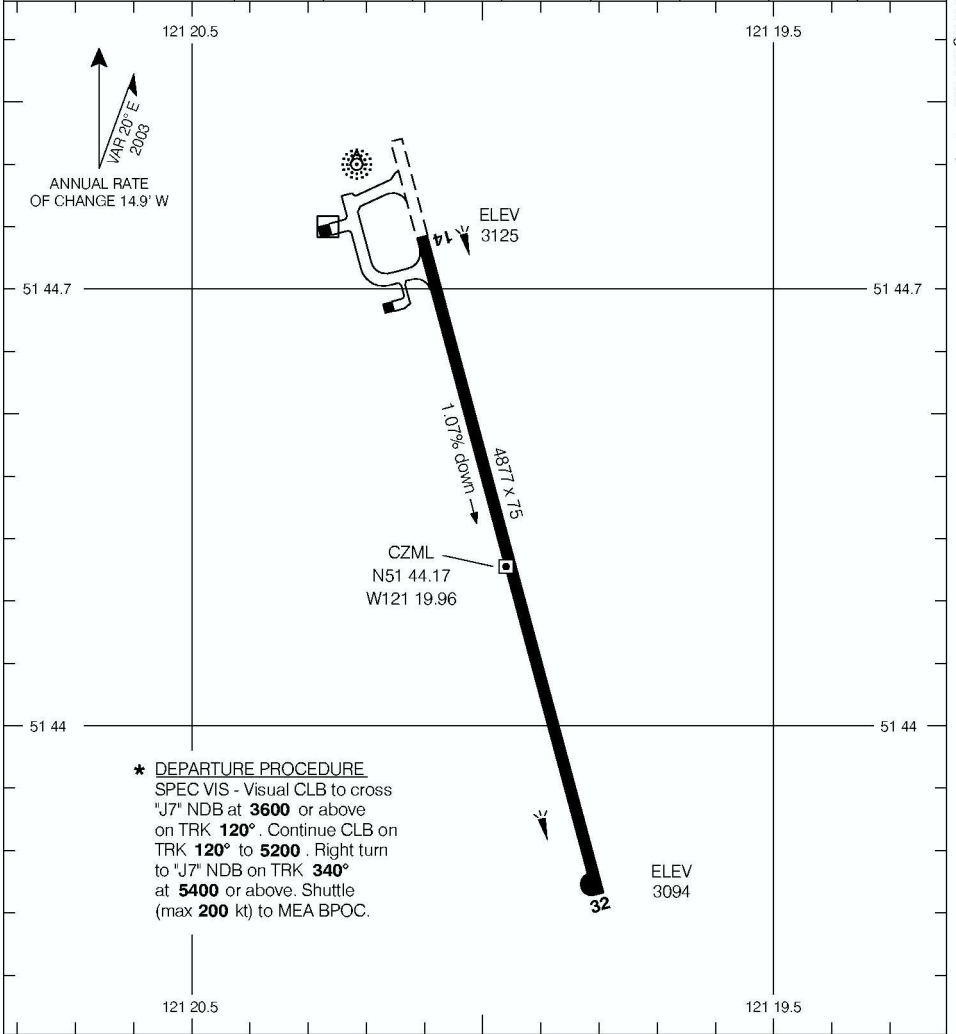 121 20.5
121 19.5
VAR 20° E
2003
ANNUAL RATE
OF CHANGE 14.9' W
ELEV
3125
14
51 44.7
51 44.7
1.07% down
4877 x 75
CZML
N51 44.17
W121 19.96
51 44
51 44
* DEPARTURE PROCEDURE
SPEC VIS - Visual CLB to cross
"J7" NDB at 3600 or above
on TRK 120°. Continue CLB on
TRK 120° to 5200 . Right turn
to "J7" NDB on TRK 340°
at 5400 or above. Shuttle
(max 200 kt) to MEA BPOC.
ELEV
3094
32
121 20.5
121 19.5